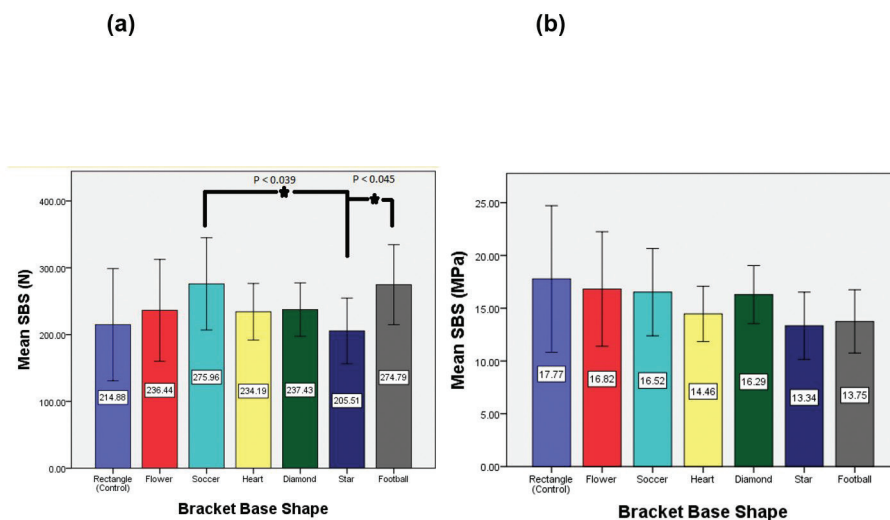 (a)
P < 0.039
P < 0.045
400.00
300.00
200.00
100.00
0.00
Mean SBS (N)
214.88
236.44
275.96
234.19
237.43
205.51
274.79
Rectangle
(Control)
Flower
Soccer
Heart
Diamond
Star
Football
Bracket Base Shape
(b)
25.00
20.00
15.00
10.00
5.00
0.00
Mean SBS (MPa)
17.77
16.82
16.52
14.46
16.29
13.34
13.75
Rectangle
(Control)
Flower
Soccer
Heart
Diamond
Star
Football
Bracket Base Shape